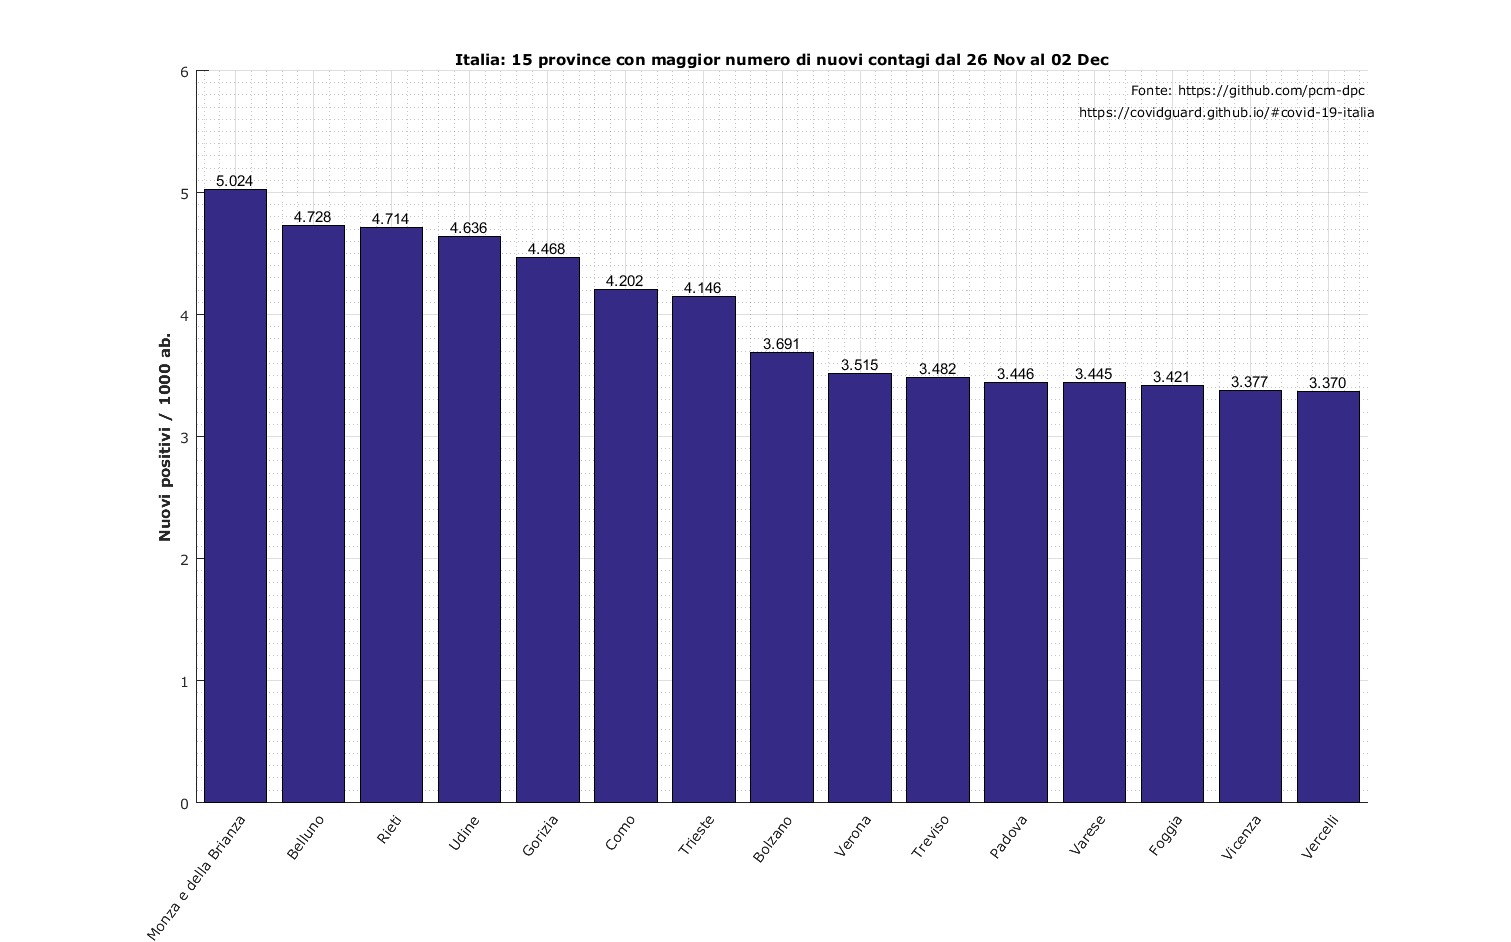 Italia: 15 province con maggior numero di nuovi contagi dal 26 Nov al 02 Dec
Fonte: https://github.com/pcm-dpc
https://covidguard.github.io/#covid-19-italia
Nuovi positivi / 1000 ab.
6
5
4
3
2
1
0
5.024
4.728
4.714
4.636
4.468
4.202
4.146
3.691
3.515
3.482
3.446
3.445
3.421
3.377
3.370
Monza e della Brianza
Belluno
Rieti
Udine
Gorizia
Como
Trieste
Bolzano
Verona
Treviso
Padova
Varese
Foggia
Vicenza
Vercelli